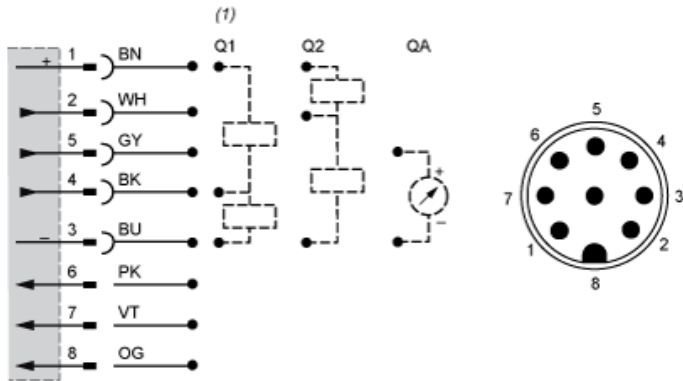 (1)
Q1 Q2 QA
+ 1 BN
2 WH
5 GY
4 BK
– 3 BU
6 PK
7 VT
8 OG
+
–
5
6 4
7 3
1 2
8